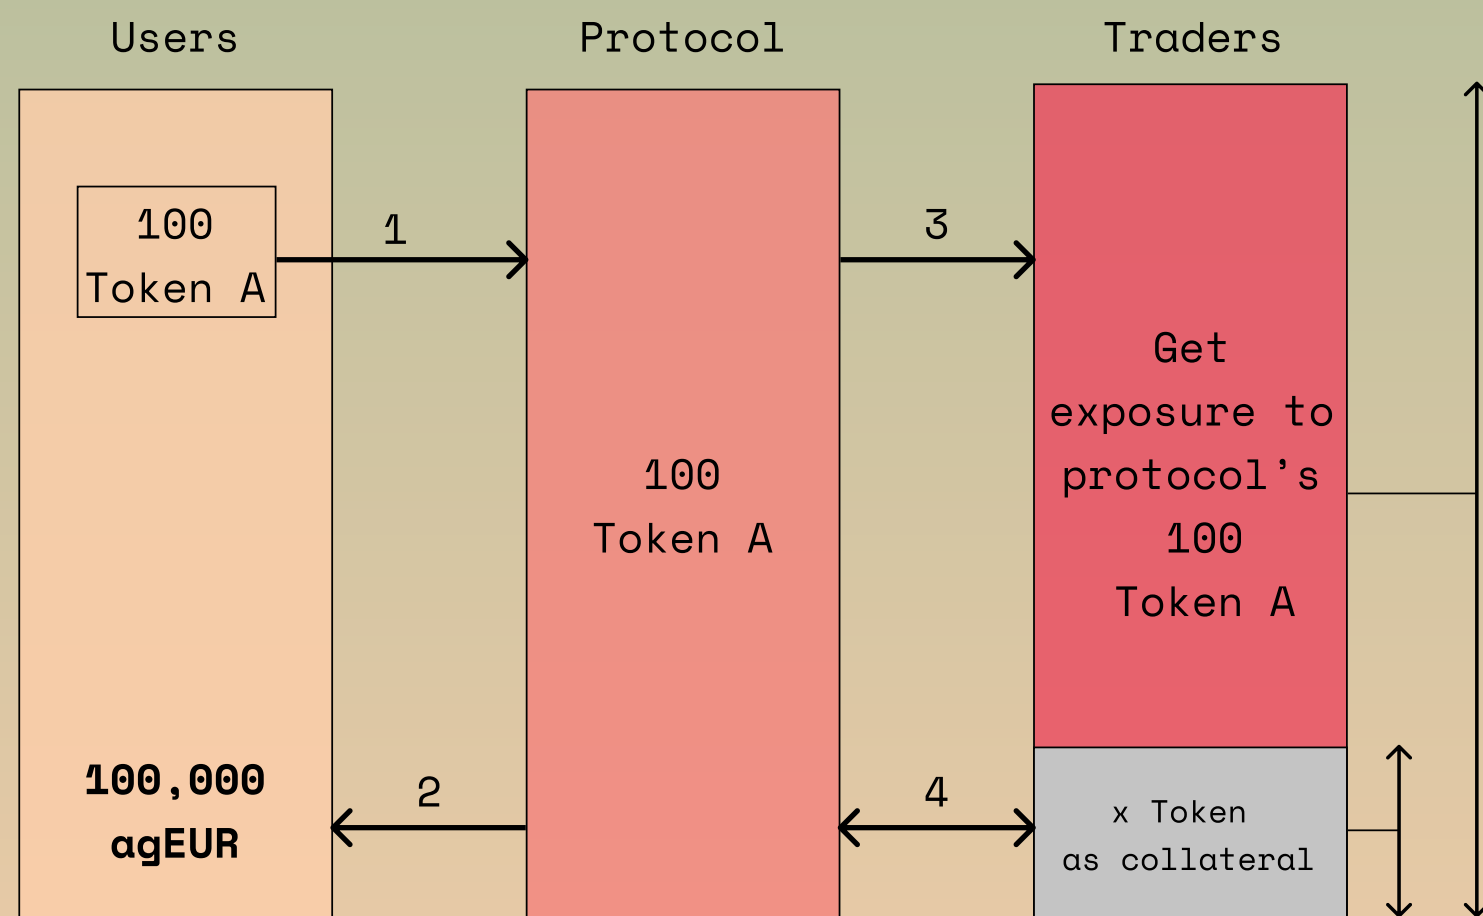 Users
Protocol
Traders
100
Token A
1
3
Get
exposure to
protocol's
100
Token A
100
Token A
100,000
agEUR
2
4
x Token
as collateral